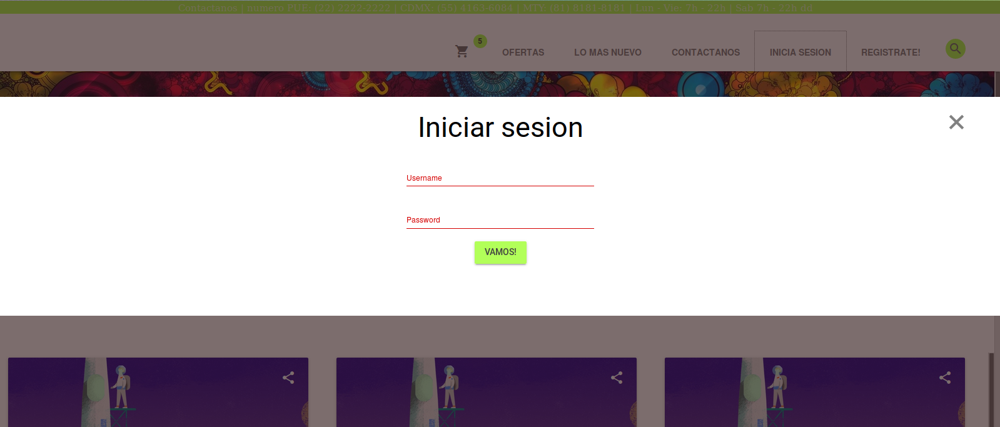 Contactanos | numero PUE: (22) 2222-2222 | CDMX: (55) 4163-6084 | MTY: (81) 8181-8181 | Lun - Vie: 7h - 22h | Sab 7h - 22h dd
5 OFERTAS LO MAS NUEVO CONTACTANOS INICIA SESION REGISTRATE!
Iniciar sesion
Username
Password
VAMOS!